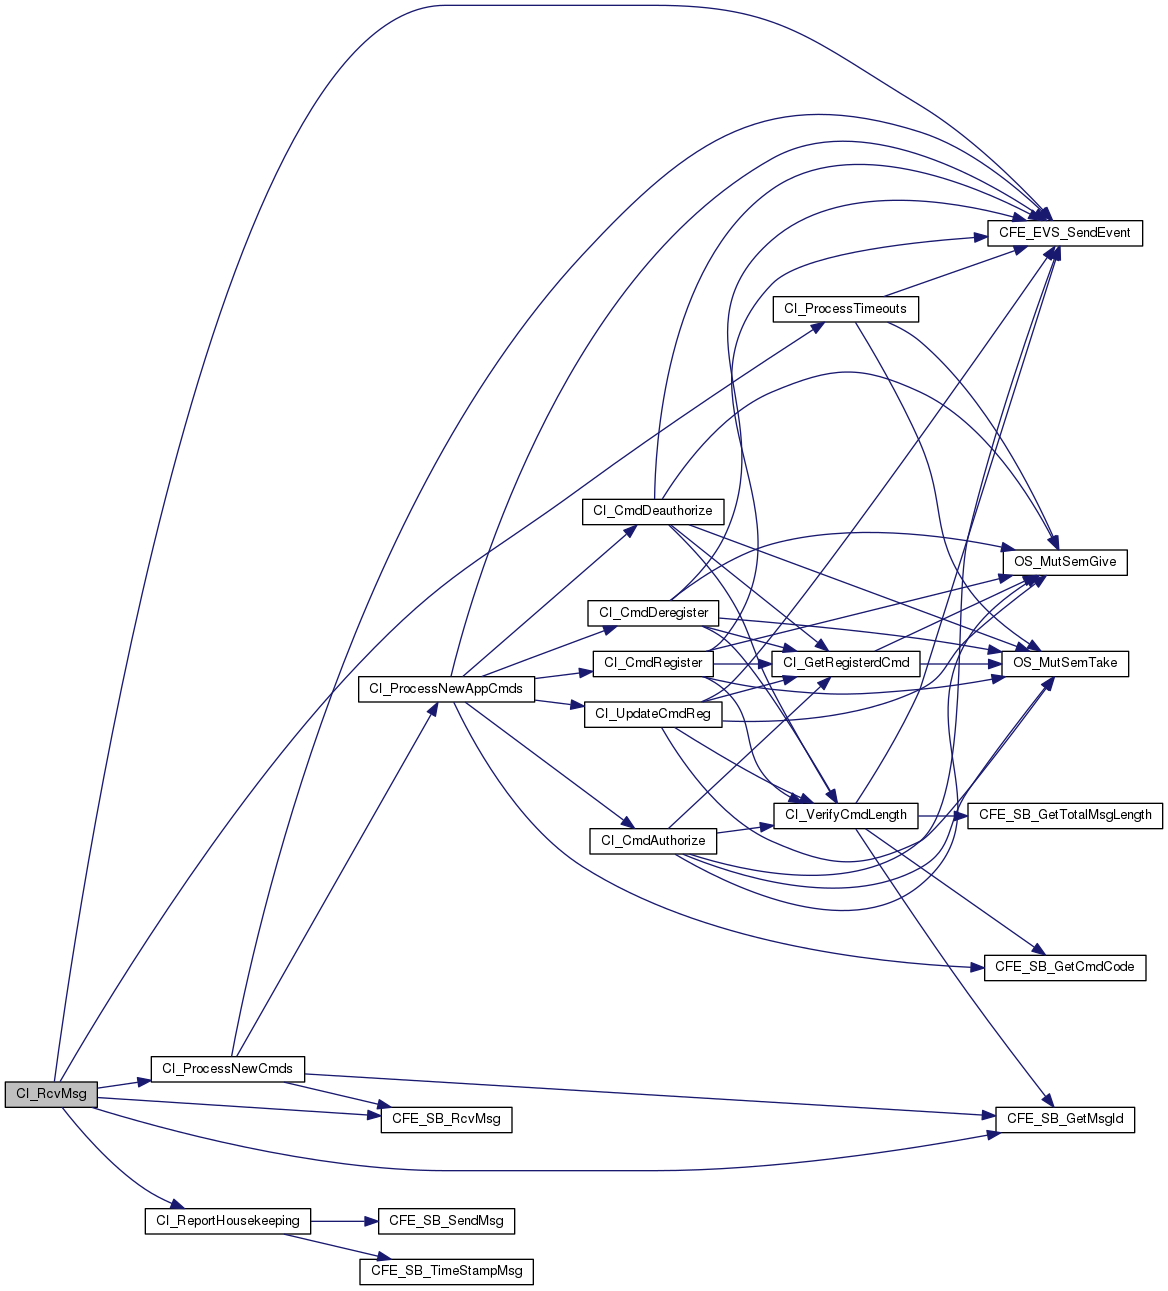 CFE_EVS_SendEvent
CI_ProcessTimeouts
CI_CmdDeauthorize
OS_MutSemGive
CI_CmdDeregister
CI_CmdRegister
CI_GetRegisterdCmd
OS_MutSemTake
CI_ProcessNewAppCmds
CI_UpdateCmdReg
CI_VerifyCmdLength
CFE_SB_GetTotalMsgLength
CI_CmdAuthorize
CFE_SB_GetCmdCode
CI_ProcessNewCmds
CI_RcvMsg
CFE_SB_RcvMsg
CFE_SB_GetMsgId
CI_ReportHousekeeping
CFE_SB_SendMsg
CFE_SB_TimeStampMsg